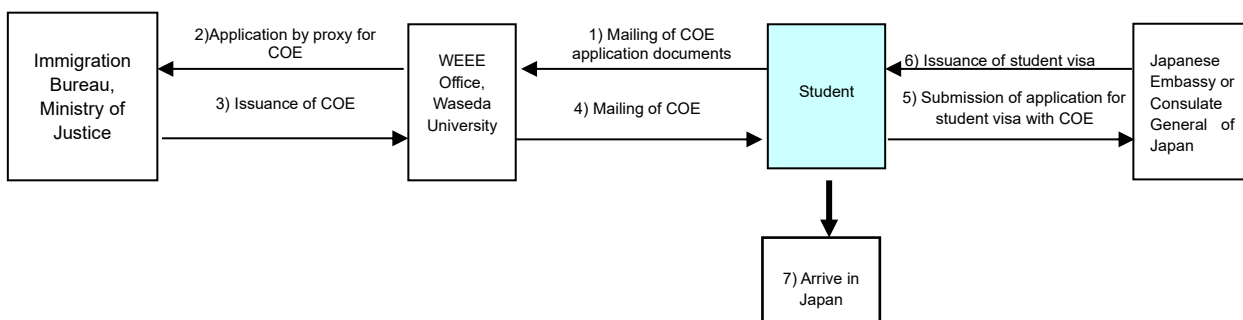 Immigration
Bureau,
Ministry of
Justice
2)Application by proxy for
COE
3) Issuance of COE
WEEE
Office,
Waseda
University
1) Mailing of COE
application documents
4) Mailing of COE
Student
6) Issuance of student visa
5) Submission of application for
student visa with COE
Japanese
Embassy or
Consulate
General of
Japan
7) Arrive in
Japan